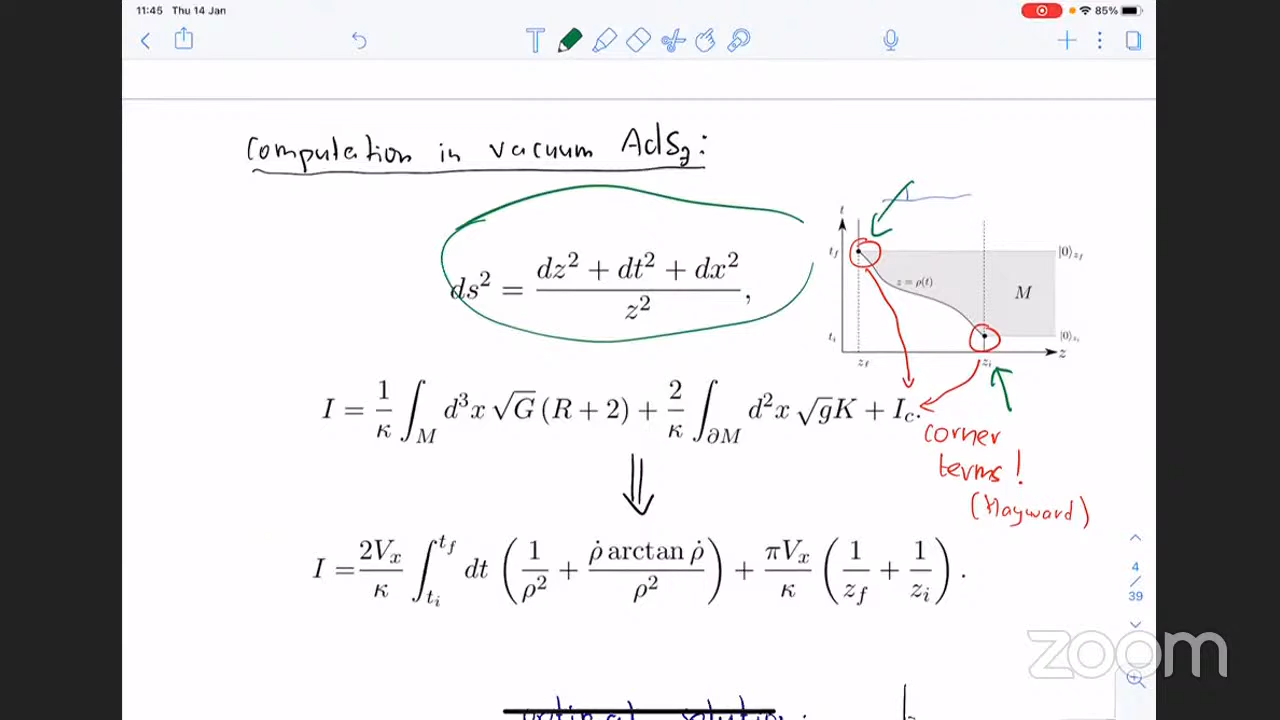 11:45 Thu 14 Jan 85%
T
Computation in vacuum AdS₃:
ds² = (dz² + dt² + dx²) / z²,
t
t_f |0⟩_{z_f}
z = ρ(t) M
t_i |0⟩_{z_i}
z_f z_i z
I = 1/κ ∫_M d³x √G (R + 2) + 2/κ ∫_{∂M} d²x √g K + I_c.
corner
terms!
(Hayward)
⇓
I = 2V_x/κ ∫_{t_i}^{t_f} dt (1/ρ² + ρ̇ arctan ρ̇/ρ²) + πV_x/κ (1/z_f + 1/z_i).
4
/
39
zoom
optimal solution: